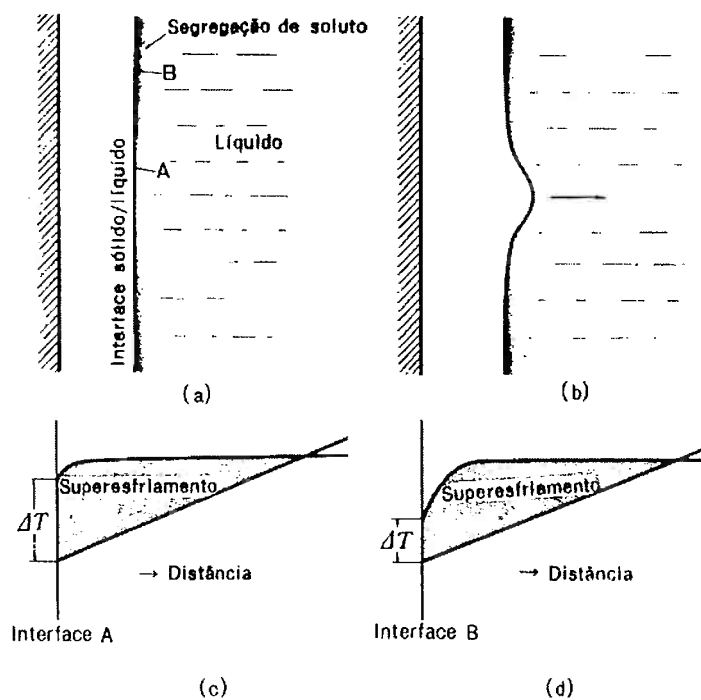 Segregação de soluto
B
Líquido
A
Interface sólido/líquido
(a)
(b)
Superesfriamento
ΔT
→ Distância
Interface A
(c)
Superesfriamento
ΔT
→ Distância
Interface B
(d)